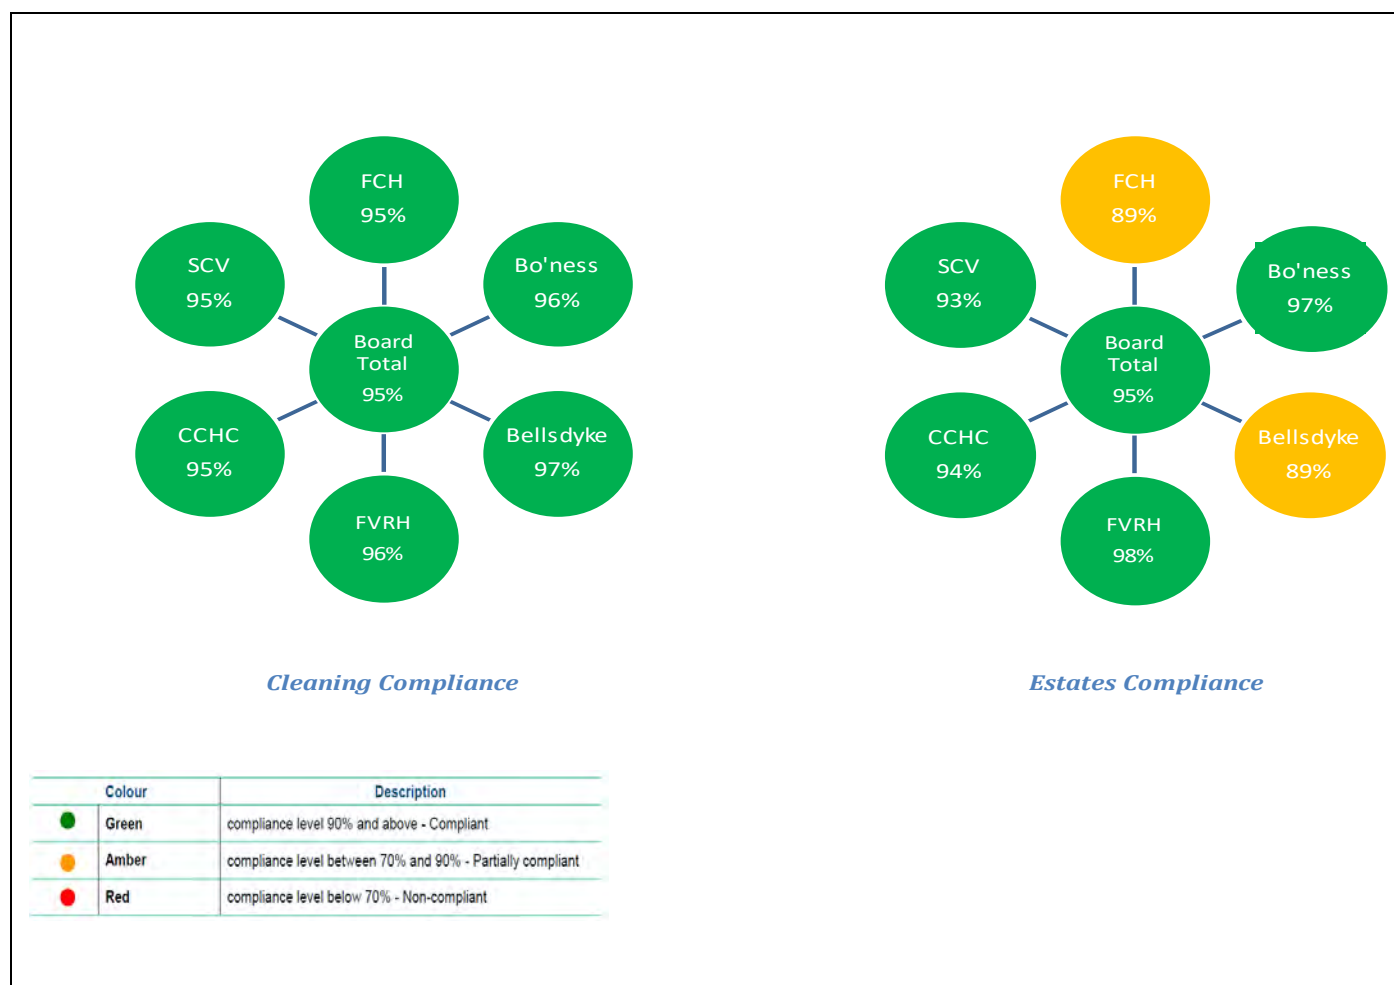 FCH
95%
SCV
95%
Bo'ness
96%
Board
Total
95%
CCHC
95%
Bellsdyke
97%
FVRH
96%
Cleaning Compliance
FCH
89%
SCV
93%
Bo'ness
97%
Board
Total
95%
CCHC
94%
Bellsdyke
89%
FVRH
98%
Estates Compliance
Colour Description
Green compliance level 90% and above - Compliant
Amber compliance level between 70% and 90% - Partially compliant
Red compliance level below 70% - Non-compliant